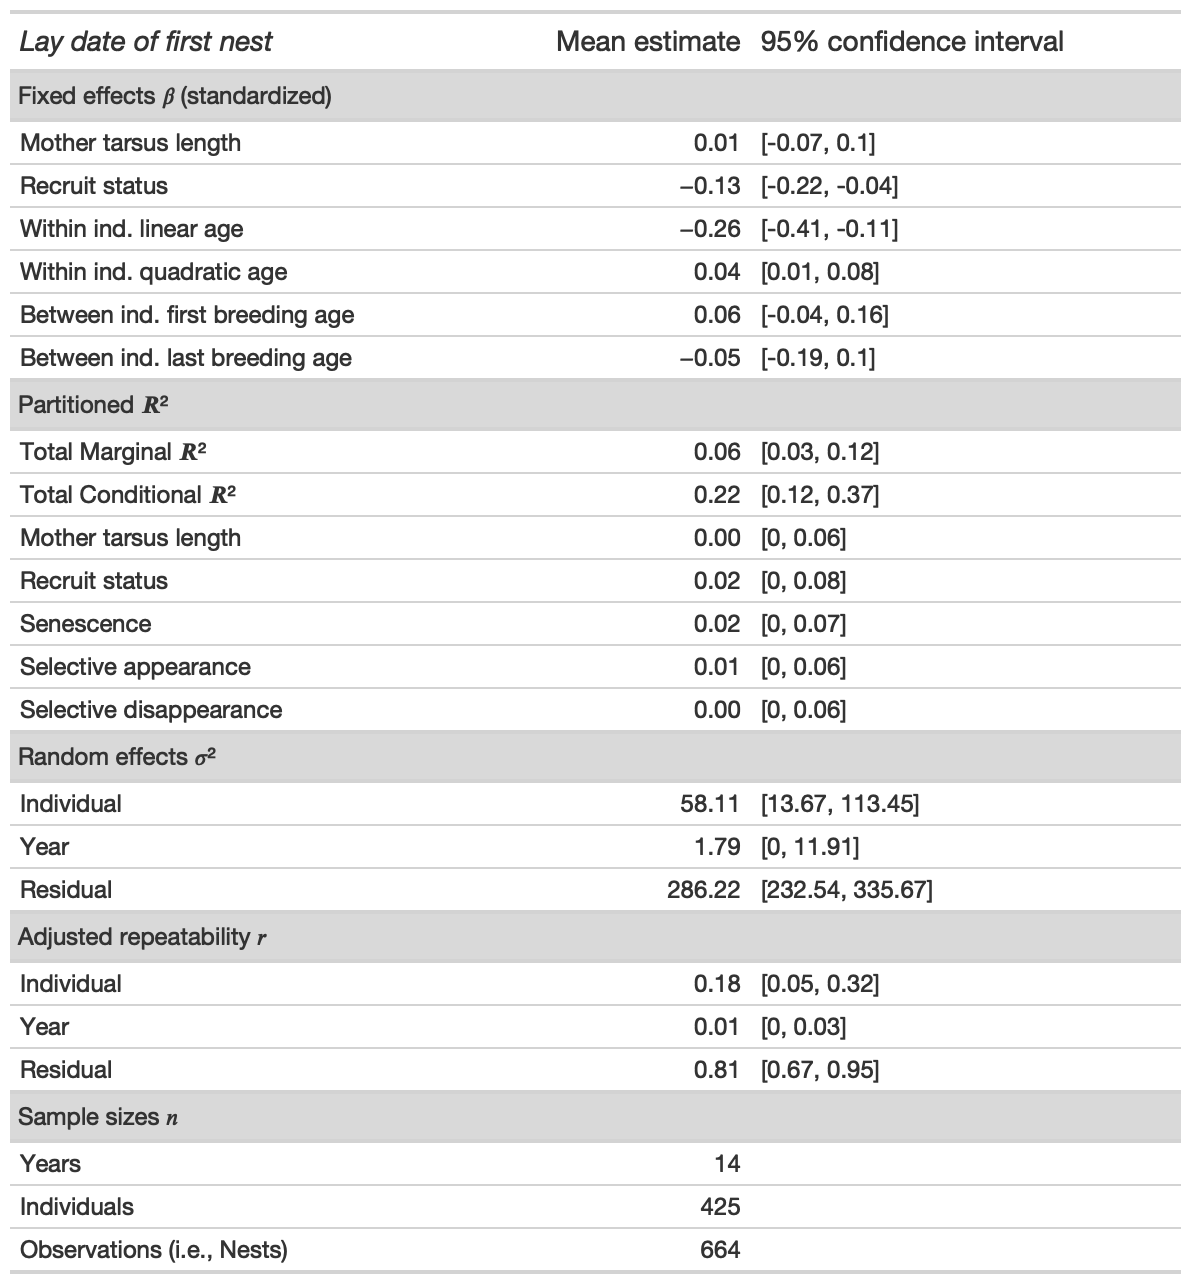 Lay date of first nest Mean estimate 95% confidence interval
Fixed effects β (standardized)
Mother tarsus length 0.01 [-0.07, 0.1]
Recruit status −0.13 [-0.22, -0.04]
Within ind. linear age −0.26 [-0.41, -0.11]
Within ind. quadratic age 0.04 [0.01, 0.08]
Between ind. first breeding age 0.06 [-0.04, 0.16]
Between ind. last breeding age −0.05 [-0.19, 0.1]
Partitioned R²
Total Marginal R² 0.06 [0.03, 0.12]
Total Conditional R² 0.22 [0.12, 0.37]
Mother tarsus length 0.00 [0, 0.06]
Recruit status 0.02 [0, 0.08]
Senescence 0.02 [0, 0.07]
Selective appearance 0.01 [0, 0.06]
Selective disappearance 0.00 [0, 0.06]
Random effects σ²
Individual 58.11 [13.67, 113.45]
Year 1.79 [0, 11.91]
Residual 286.22 [232.54, 335.67]
Adjusted repeatability r
Individual 0.18 [0.05, 0.32]
Year 0.01 [0, 0.03]
Residual 0.81 [0.67, 0.95]
Sample sizes n
Years 14
Individuals 425
Observations (i.e., Nests) 664